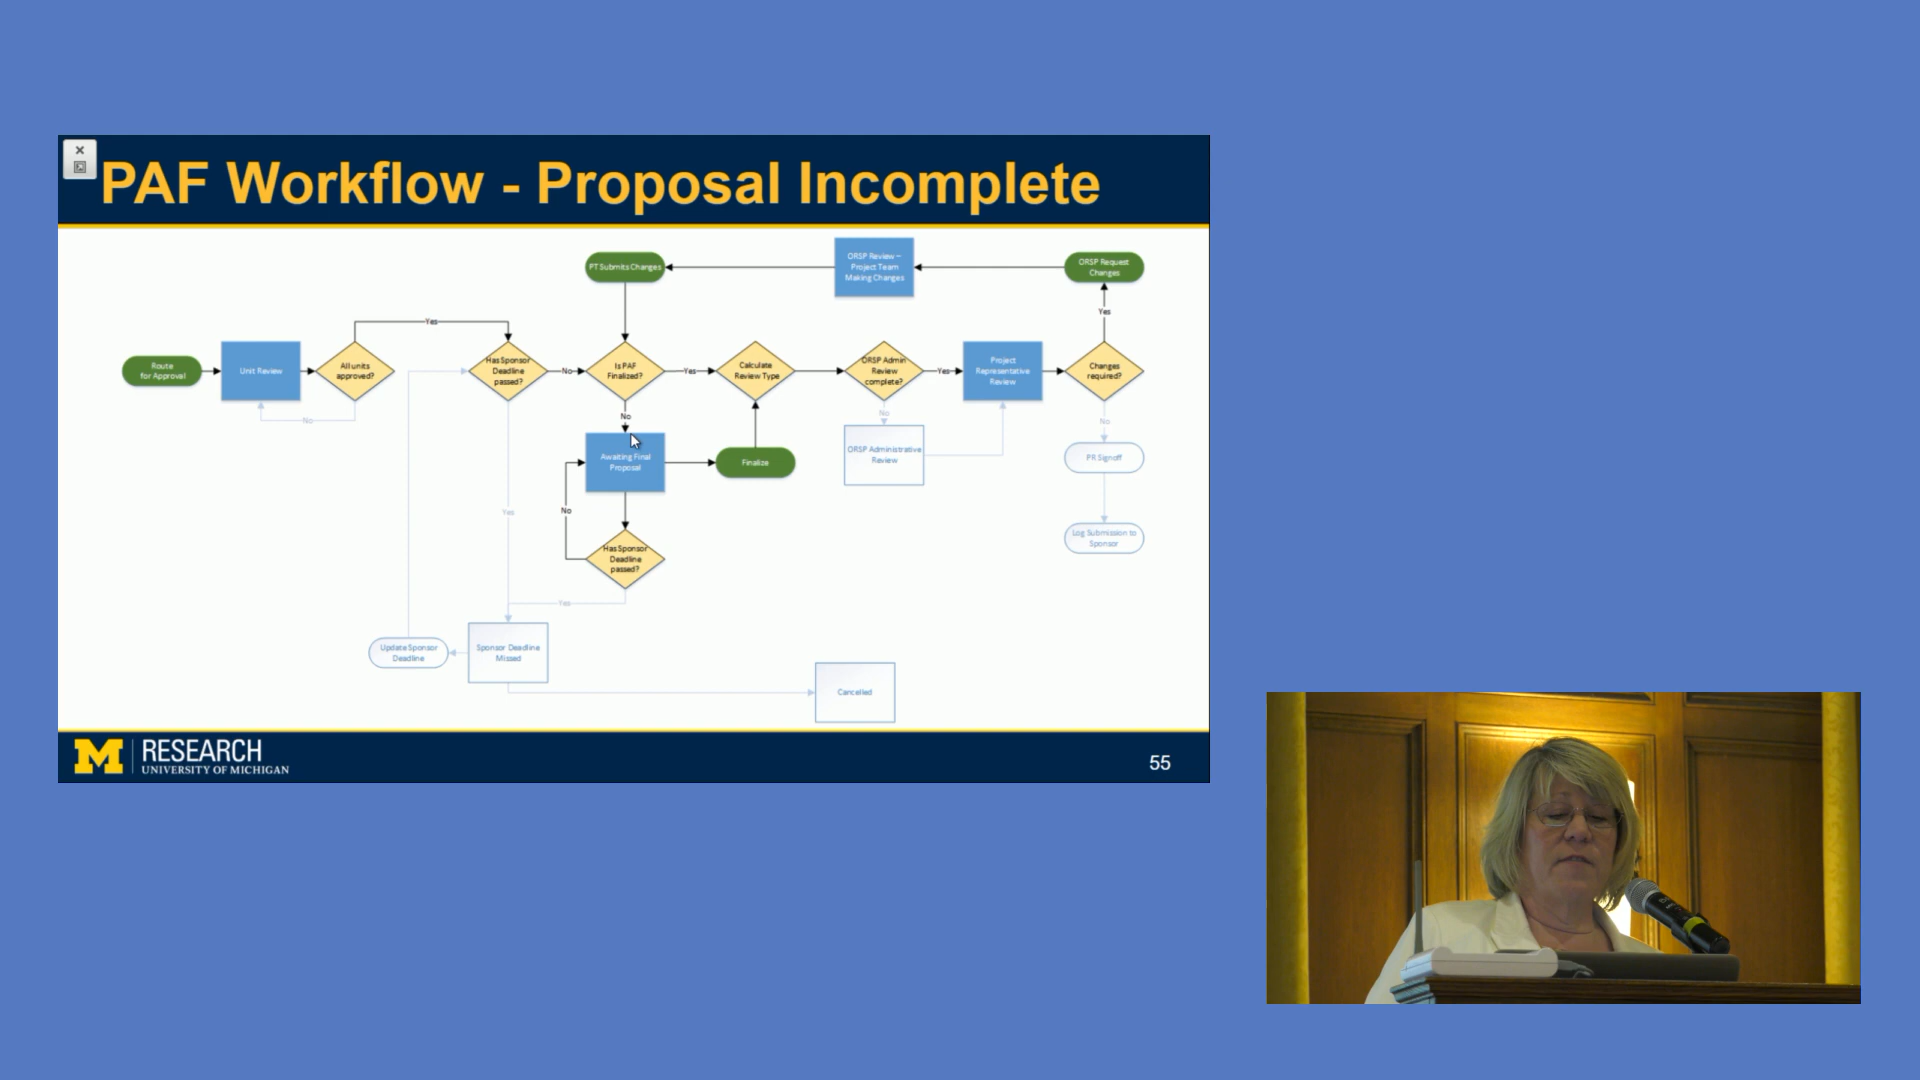 PAF Workflow - Proposal Incomplete
PT Submits Changes
ORSP Review –
Project Team
Making Changes
ORSP Request
Changes
Yes
Yes
Route
for Approval
Unit Review
All units
approved?
Has Sponsor
Deadline
passed?
No
Is PAF
Finalized?
Yes
Calculate
Review Type
ORSP Admin
Review
complete?
Yes
Project
Representative
Review
Changes
required?
No
No
No
No
Awaiting Final
Proposal
Finalize
ORSP Administrative
Review
PR Signoff
No
Yes
Has Sponsor
Deadline
passed?
Log Submission to
Sponsor
Yes
Update Sponsor
Deadline
Sponsor Deadline
Missed
Cancelled
M
RESEARCH
UNIVERSITY OF MICHIGAN
55